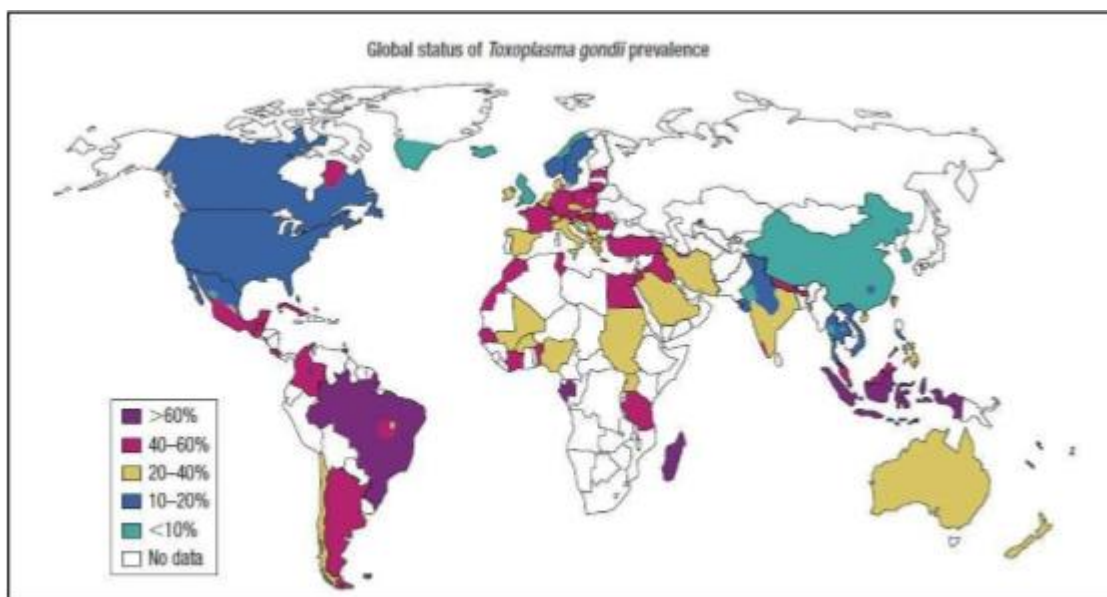 Global status of Toxoplasma gondii prevalence
>60%
40–60%
20–40%
10–20%
<10%
No data